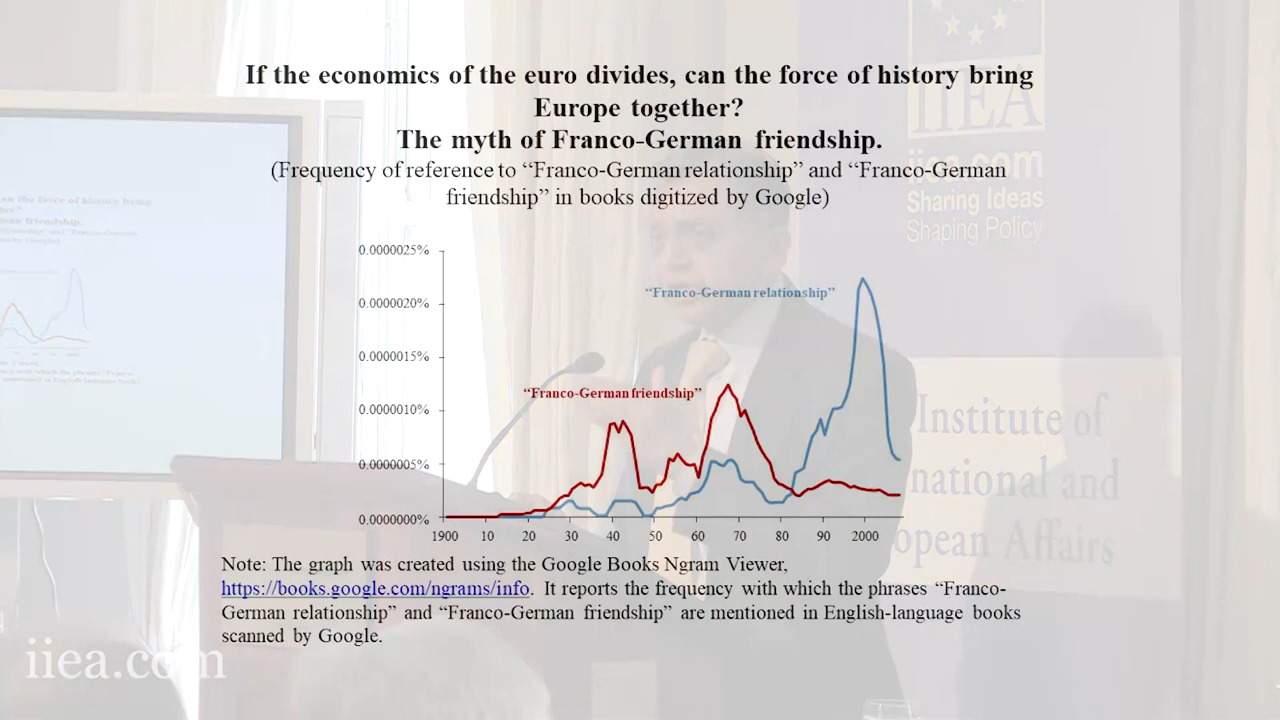 If the economics of the euro divides, can the force of history bring
Europe together?
The myth of Franco-German friendship.
(Frequency of reference to “Franco-German relationship” and “Franco-German
friendship” in books digitized by Google)
0.0000025%
0.0000020%
0.0000015%
0.0000010%
0.0000005%
0.0000000%
“Franco-German relationship”
“Franco-German friendship”
1900 10 20 30 40 50 60 70 80 90 2000
Note: The graph was created using the Google Books Ngram Viewer,
https://books.google.com/ngrams/info. It reports the frequency with which the phrases “Franco-
German relationship” and “Franco-German friendship” are mentioned in English-language books
scanned by Google.
IIEA
iiea.com
Sharing Ideas
Shaping Policy
Institute of
national and
opean Affairs
iiea.com